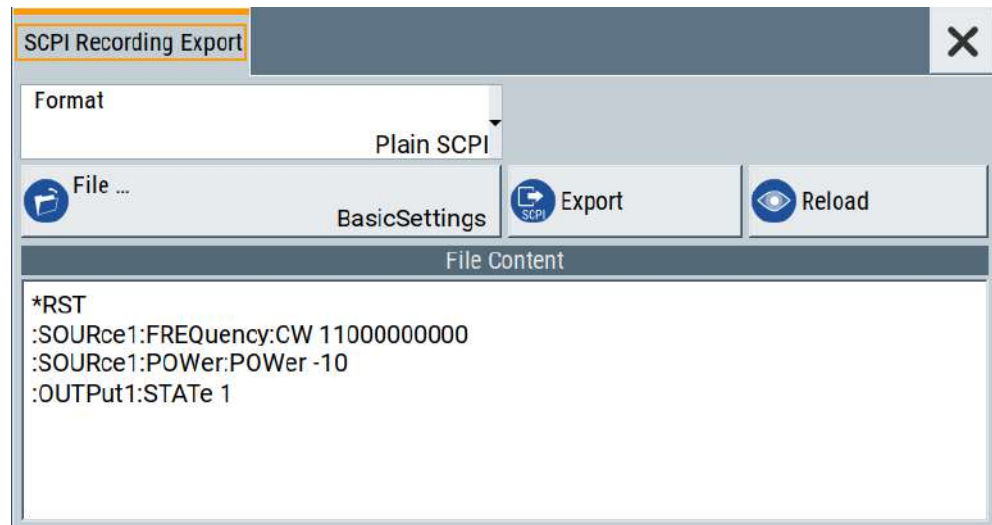 SCPI Recording Export
Format
Plain SCPI
File ...
BasicSettings
SCPI
Export
Reload
File Content
*RST
:SOURce1:FREQuency:CW 11000000000
:SOURce1:POWer:POWer -10
:OUTPut1:STATe 1